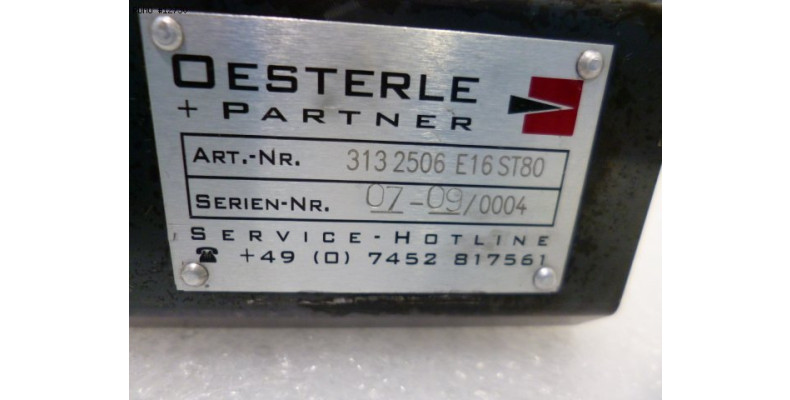 OESTERLE
+ PARTNER
ART.-NR. 313 2506 E16 ST80
SERIEN-NR. 07-09/0004
SERVICE-HOTLINE
☎ +49 (0) 7452 817561